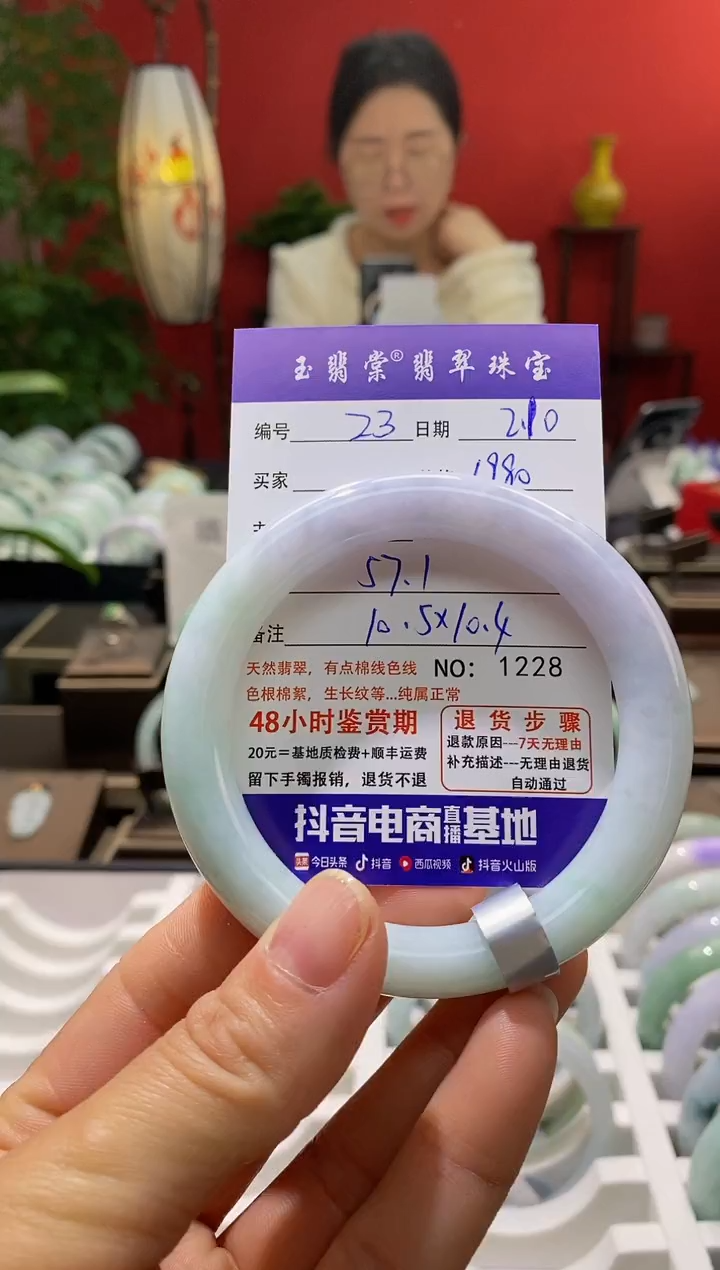 玉翡棠®翡翠珠宝
编号 23 日期 2.10
买家 1980
57.1
备注 10.5×10.4
天然翡翠，有点棉线色线 NO: 1228
色根棉絮，生长纹等...纯属正常
48小时鉴赏期
20元=基地质检费+顺丰运费
留下手镯报销，退货不退
退货步骤
退款原因---7天无理由
补充描述---无理由退货
自动通过
抖音电商直播基地
头条 今日头条 抖音 西瓜视频 抖音火山版